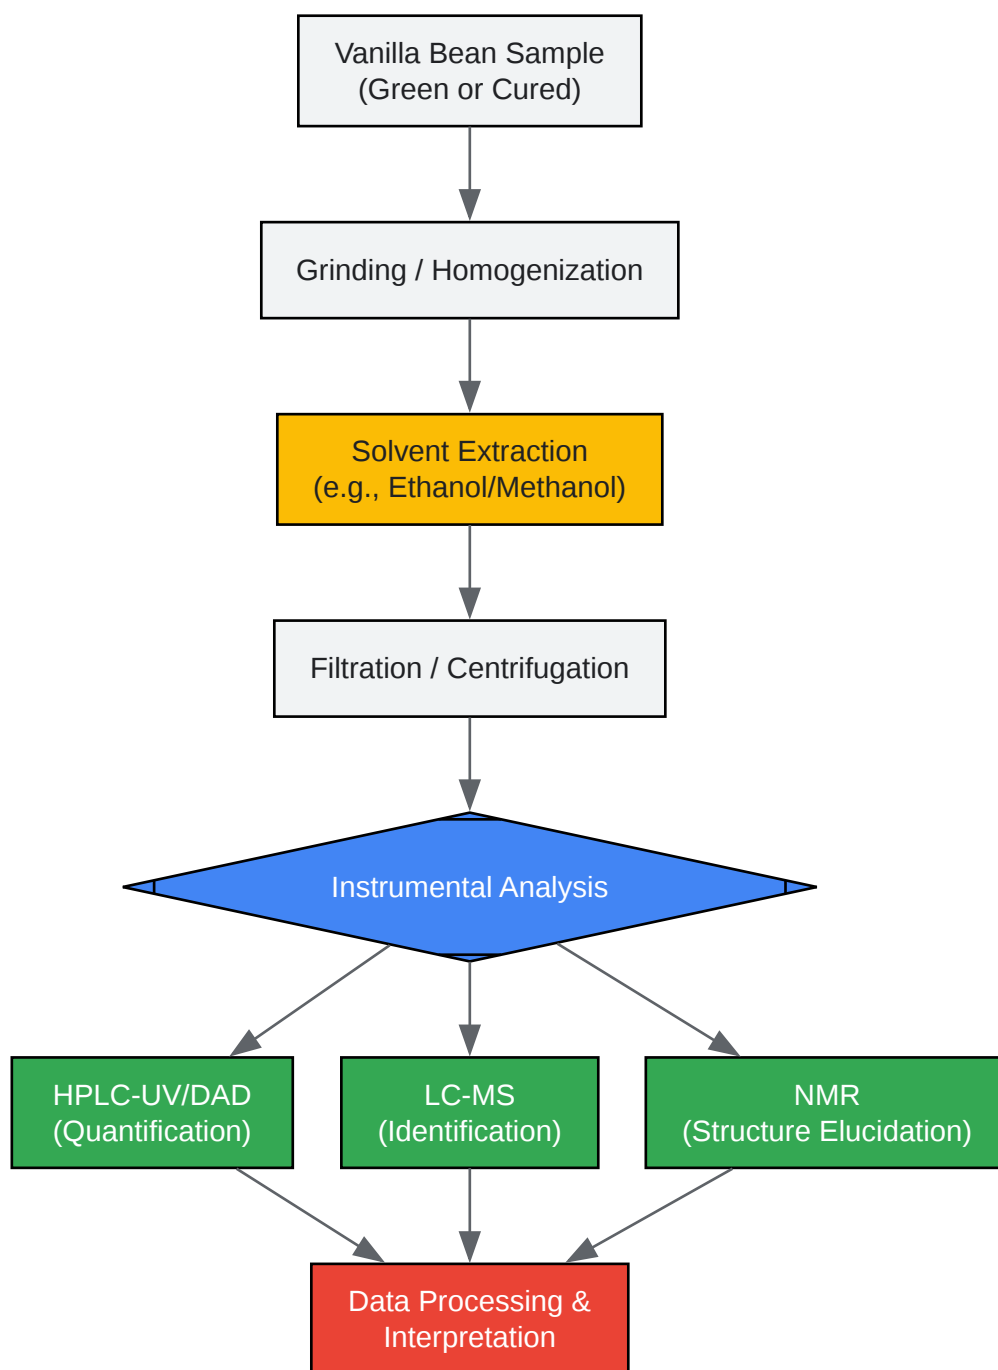 Vanilla Bean Sample
(Green or Cured)
Grinding / Homogenization
Solvent Extraction
(e.g., Ethanol/Methanol)
Filtration / Centrifugation
Instrumental Analysis
HPLC-UV/DAD
(Quantification)
LC-MS
(Identification)
NMR
(Structure Elucidation)
Data Processing &
Interpretation